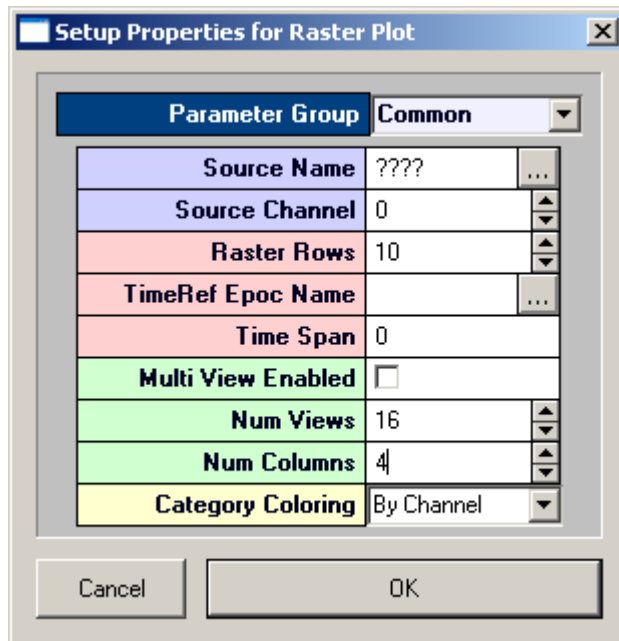 Setup Properties for Raster Plot
Parameter Group Common
Source Name ???? ...
Source Channel 0
Raster Rows 10
TimeRef Epoc Name ...
Time Span 0
Multi View Enabled
Num Views 16
Num Columns 4
Category Coloring By Channel
Cancel OK